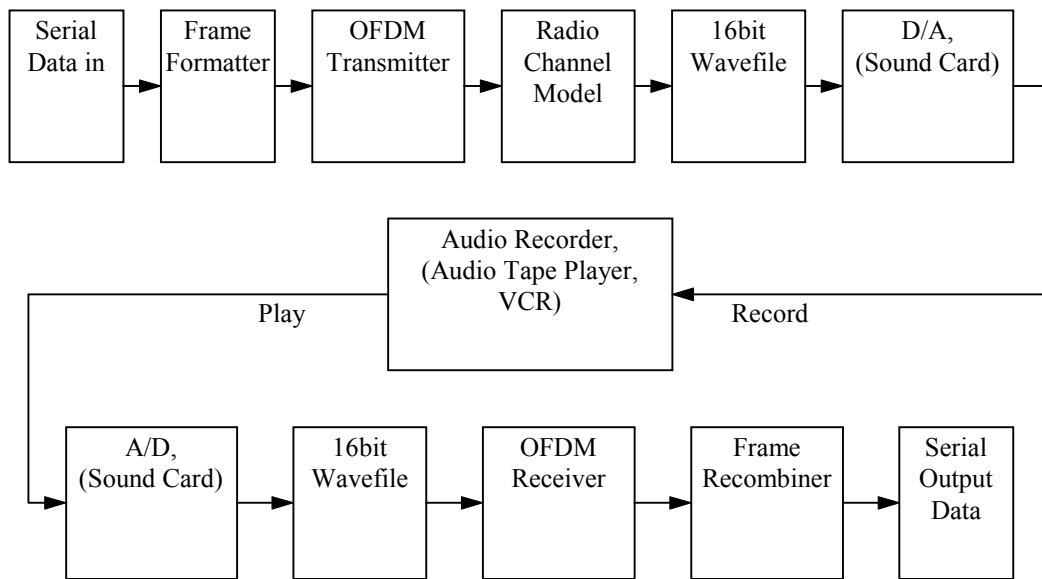 Serial
Data in
Frame
Formatter
OFDM
Transmitter
Radio
Channel
Model
16bit
Wavefile
D/A,
(Sound Card)
Audio Recorder,
(Audio Tape Player,
VCR)
Play
Record
A/D,
(Sound Card)
16bit
Wavefile
OFDM
Receiver
Frame
Recombiner
Serial
Output
Data